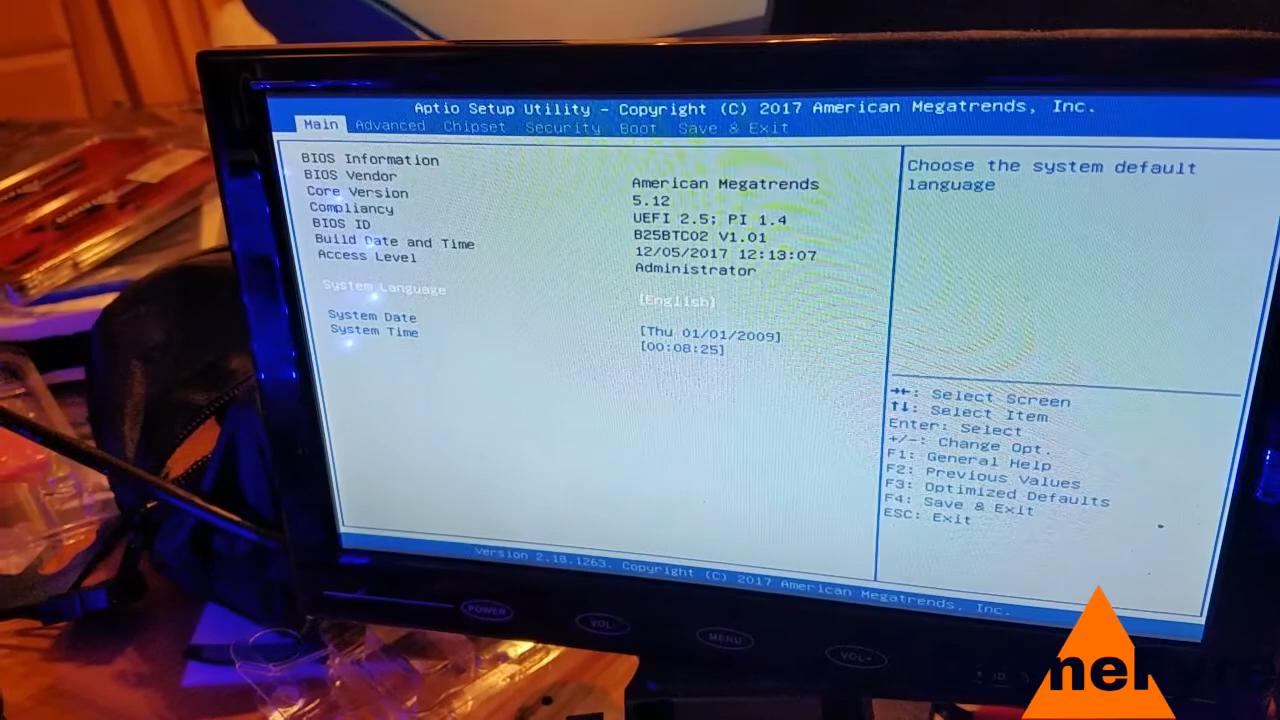 Aptio Setup Utility - Copyright (C) 2017 American Megatrends, Inc.
Main Advanced Chipset Security Boot Save & Exit
BIOS Information
BIOS Vendor American Megatrends
Core Version 5.12
Compliancy UEFI 2.5; PI 1.4
BIOS ID B25BTC02 V1.01
Build Date and Time 12/05/2017 12:13:07
Access Level Administrator
System Language [English]
System Date [Thu 01/01/2009]
System Time [00:08:25]
Choose the system default
language
→←: Select Screen
↑↓: Select Item
Enter: Select
+/-: Change Opt.
F1: General Help
F2: Previous Values
F3: Optimized Defaults
F4: Save & Exit
ESC: Exit
Version 2.18.1263. Copyright (C) 2017 American Megatrends, Inc.
POWER VOL- MENU VOL+